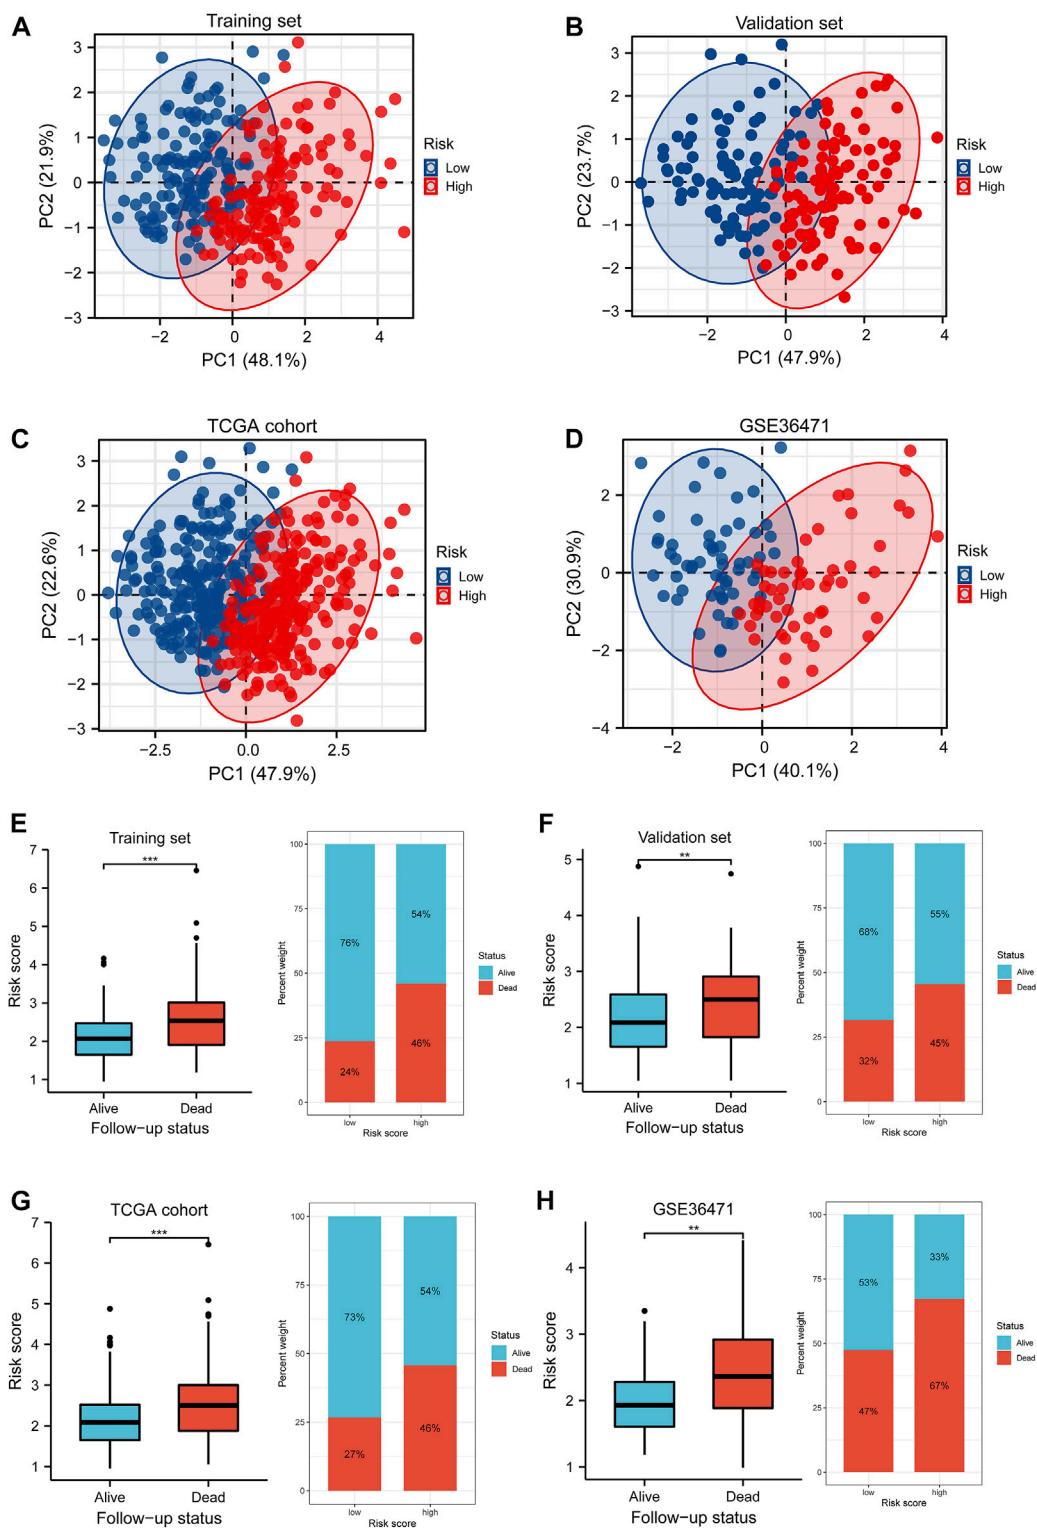 A
Training set
3
2
1
0
−1
−2
−3
PC2 (21.9%)
−2
0
2
4
PC1 (48.1%)
Risk
Low
High
B
Validation set
3
2
1
0
−1
−2
−3
PC2 (23.7%)
−2
0
2
4
PC1 (47.9%)
Risk
Low
High
C
TCGA cohort
3
2
1
0
−1
−2
−3
PC2 (22.6%)
−2.5
0.0
2.5
PC1 (47.9%)
Risk
Low
High
D
GSE36471
2
0
−2
−4
PC2 (30.9%)
−2
0
2
4
PC1 (40.1%)
Risk
Low
High
E
Training set
7
6
5
4
3
2
1
Risk score
***
Alive
Dead
Follow−up status
100
75
50
25
0
Percent weight
76%
54%
24%
46%
low
high
Risk score
Status
Alive
Dead
F
Validation set
5
4
3
2
1
Risk score
**
Alive
Dead
Follow−up status
100
75
50
25
0
Percent weight
68%
55%
32%
45%
low
high
Risk score
Status
Alive
Dead
G
TCGA cohort
7
6
5
4
3
2
1
Risk score
***
Alive
Dead
Follow−up status
100
75
50
25
0
Percent weight
73%
54%
27%
46%
low
high
Risk score
Status
Alive
Dead
H
GSE36471
4
3
2
1
Risk score
**
Alive
Dead
Follow−up status
100
75
50
25
0
Percent weight
53%
33%
47%
67%
low
high
Risk score
Status
Alive
Dead